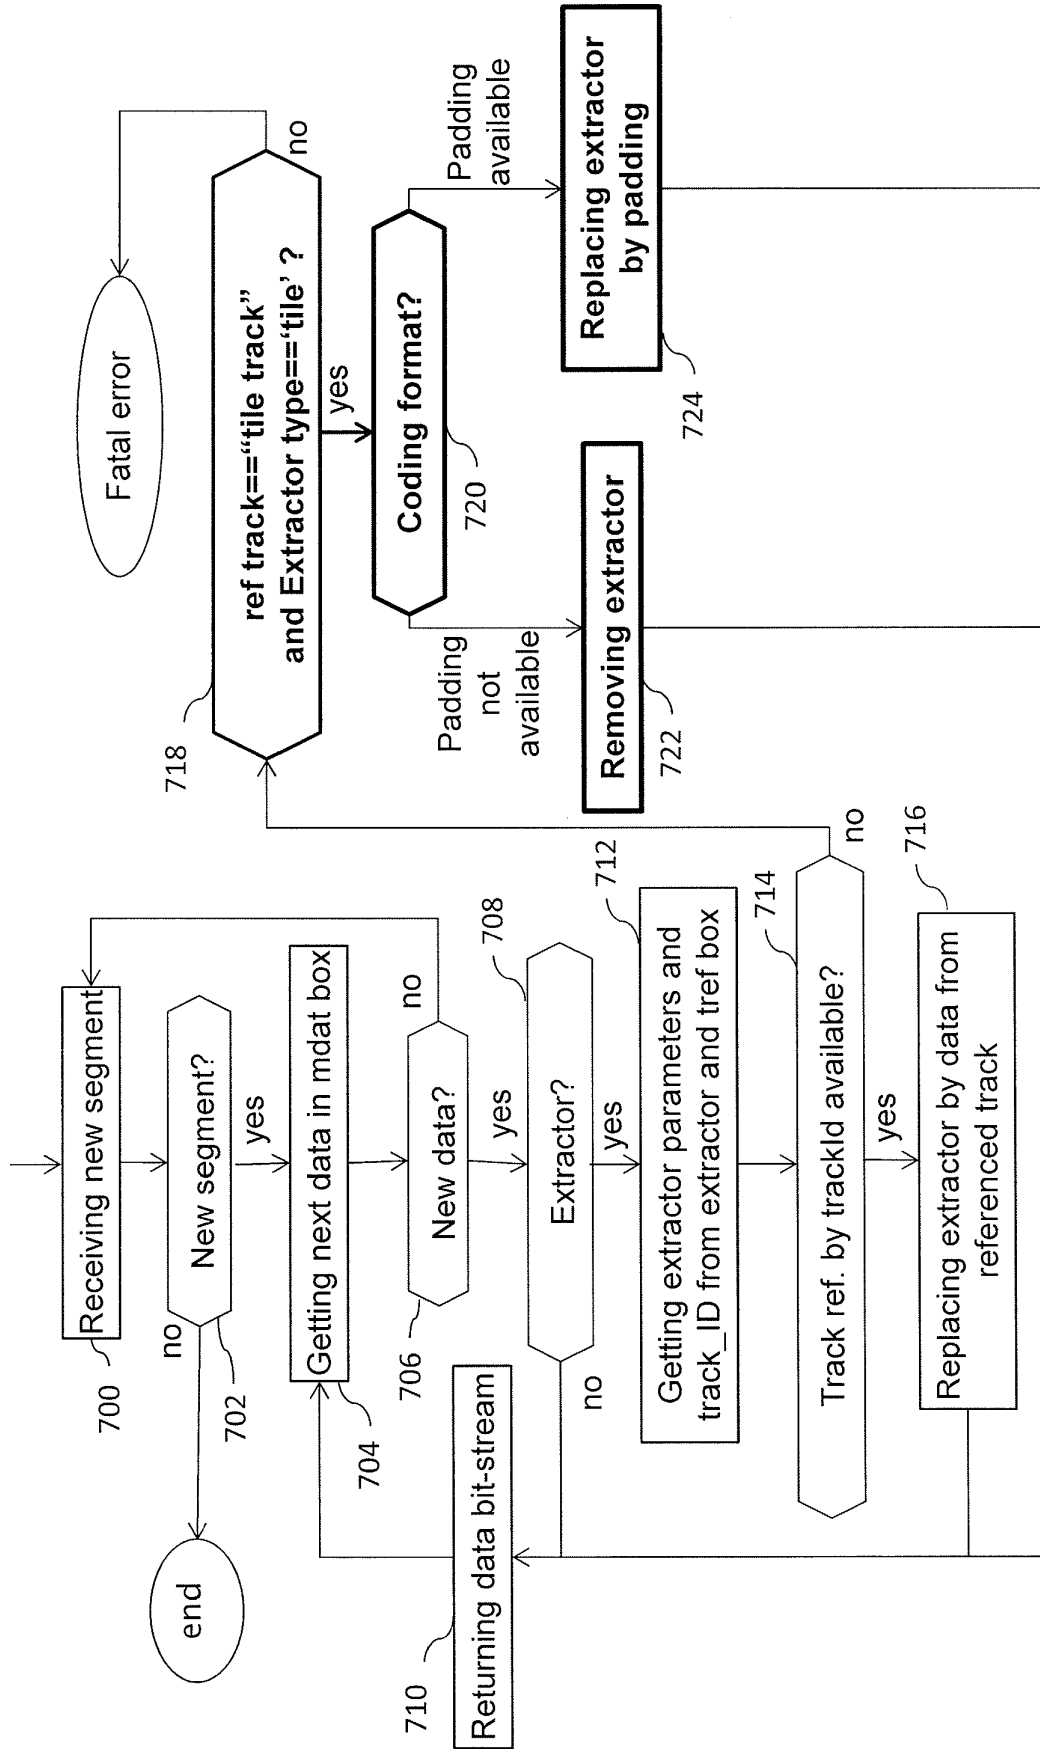 Receiving new segment
700
New segment?
702
no
end
yes
Getting next data in mdat box
704
New data?
706
no
yes
Extractor?
708
no
Returning data bit-stream
710
yes
Getting extractor parameters and
track_ID from extractor and tref box
712
Track ref. by trackId available?
714
no
yes
Replacing extractor by data from
referenced track
716
Fatal error
ref track==“tile track”
and Extractor type==‘tile’ ?
718
no
yes
Coding format?
720
Padding
not
available
Removing extractor
722
Padding
available
Replacing extractor
by padding
724